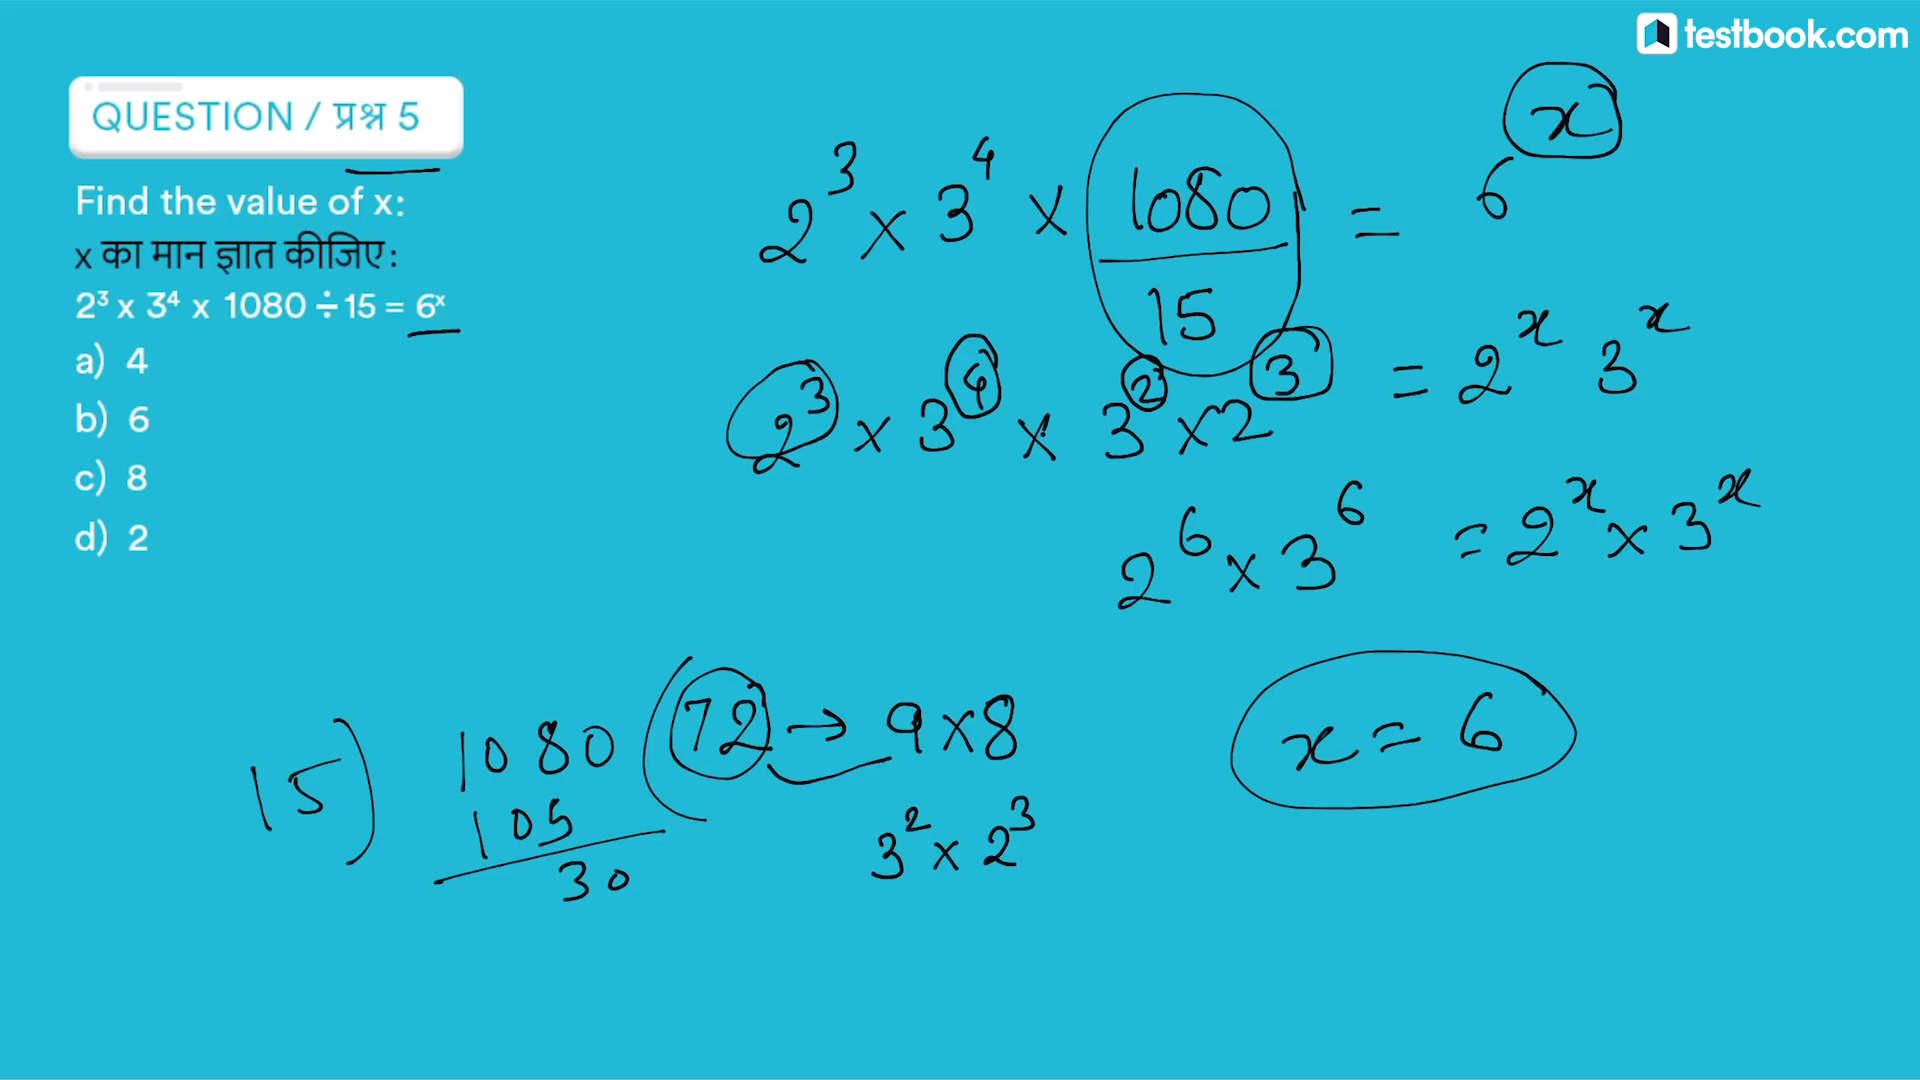 testbook.com
QUESTION / प्रश्न 5
Find the value of x:
x का मान ज्ञात कीजिए:
2³ x 3⁴ x 1080 ÷ 15 = 6ˣ
a) 4
b) 6
c) 8
d) 2
2³ × 3⁴ × 1080/15 = 6ˣ
2³ × 3⁴ × 3² × 2³ = 2ˣ 3ˣ
2⁶ × 3⁶ = 2ˣ × 3ˣ
x = 6
15) 1080 (72 → 9×8
105
30
3² × 2³